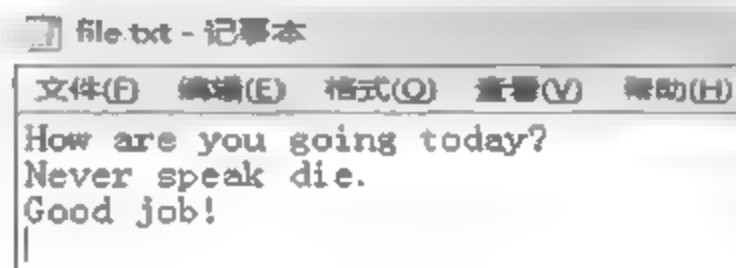 file.txt - 记事本
文件(F) 编辑(E) 格式(O) 查看(V) 帮助(H)
How are you going today?
Never speak die.
Good job!